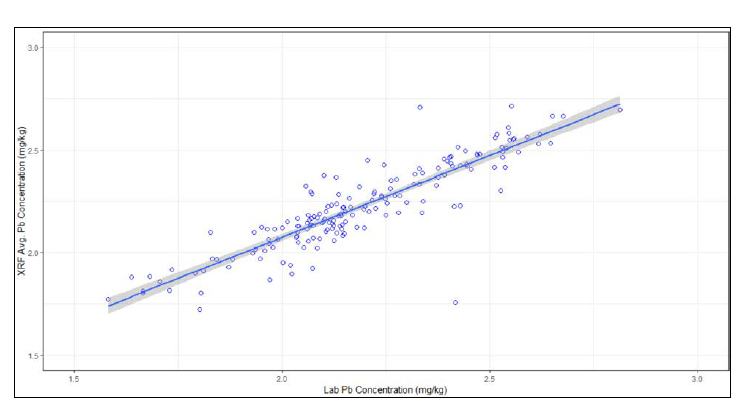 3.0
2.5
2.0
1.5
XRF Avg. Pb Concentration (mg/kg)
1.5 2.0 2.5 3.0
Lab Pb Concentration (mg/kg)